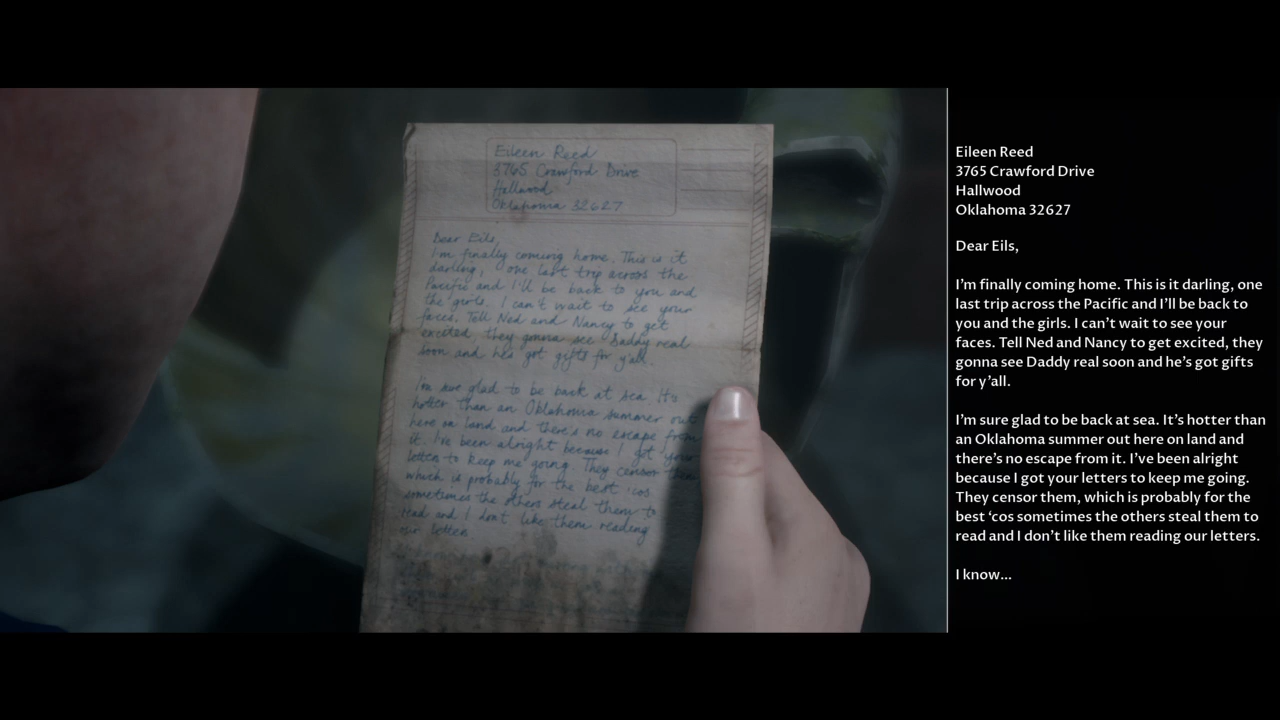 Eileen Reed
3765 Crawford Drive
Hallwood
Oklahoma 32627
Dear Eils,
I'm finally coming home. This is it
darling, one last trip across the
Pacific and I'll be back to you and
the girls. I can't wait to see your
faces. Tell Ned and Nancy to get
excited, they gonna see Daddy real
soon and he's got gifts for y'all.
I'm sure glad to be back at sea. It's
hotter than an Oklahoma summer out
here on land and there's no escape from
it. I've been alright because I got your
letters to keep me going. They censor them
which is probably for the best 'cos
sometimes the others steal them to
read and I don't like them reading
our letters
Eileen Reed
3765 Crawford Drive
Hallwood
Oklahoma 32627
Dear Eils,
I'm finally coming home. This is it darling, one
last trip across the Pacific and I'll be back to
you and the girls. I can't wait to see your
faces. Tell Ned and Nancy to get excited, they
gonna see Daddy real soon and he's got gifts
for y'all.
I'm sure glad to be back at sea. It's hotter than
an Oklahoma summer out here on land and
there's no escape from it. I've been alright
because I got your letters to keep me going.
They censor them, which is probably for the
best ‘cos sometimes the others steal them to
read and I don't like them reading our letters.
I know...